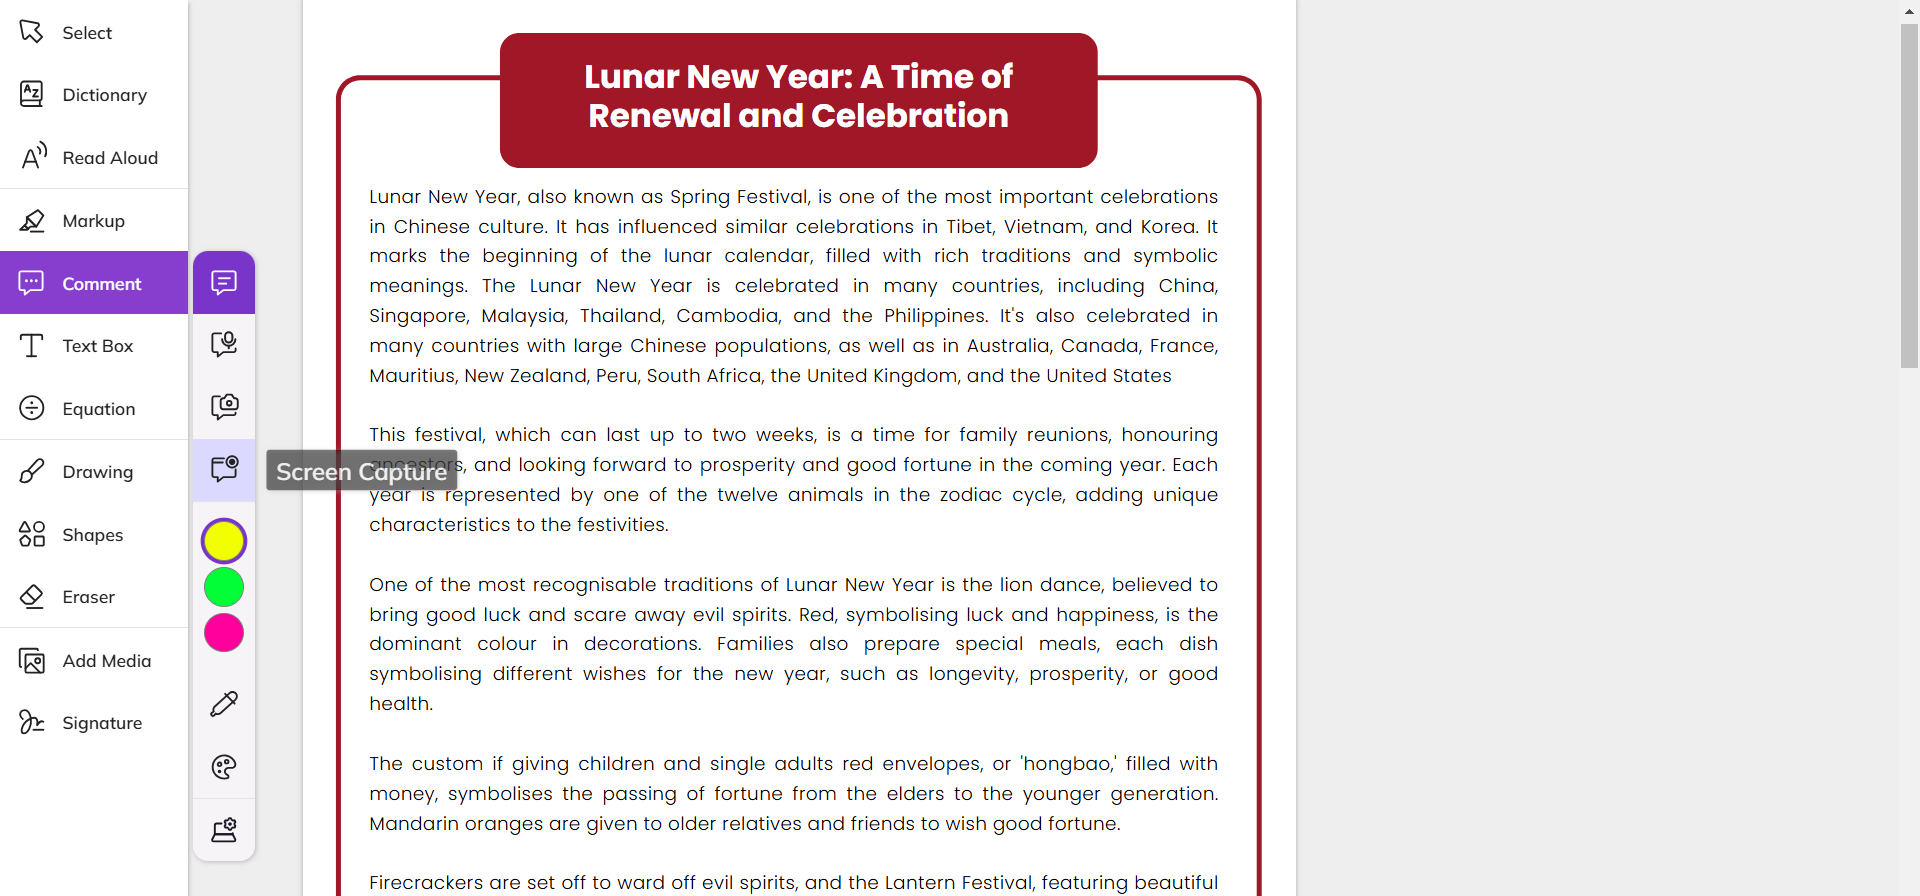 Select
Dictionary
Read Aloud
Markup
Comment
Text Box
Equation
Drawing
Shapes
Eraser
Add Media
Signature
Screen Capture
Lunar New Year: A Time of
Renewal and Celebration
Lunar New Year, also known as Spring Festival, is one of the most important celebrations
in Chinese culture. It has influenced similar celebrations in Tibet, Vietnam, and Korea. It
marks the beginning of the lunar calendar, filled with rich traditions and symbolic
meanings. The Lunar New Year is celebrated in many countries, including China,
Singapore, Malaysia, Thailand, Cambodia, and the Philippines. It's also celebrated in
many countries with large Chinese populations, as well as in Australia, Canada, France,
Mauritius, New Zealand, Peru, South Africa, the United Kingdom, and the United States
This festival, which can last up to two weeks, is a time for family reunions, honouring
ancestors, and looking forward to prosperity and good fortune in the coming year. Each
year is represented by one of the twelve animals in the zodiac cycle, adding unique
characteristics to the festivities.
One of the most recognisable traditions of Lunar New Year is the lion dance, believed to
bring good luck and scare away evil spirits. Red, symbolising luck and happiness, is the
dominant colour in decorations. Families also prepare special meals, each dish
symbolising different wishes for the new year, such as longevity, prosperity, or good
health.
The custom if giving children and single adults red envelopes, or 'hongbao,' filled with
money, symbolises the passing of fortune from the elders to the younger generation.
Mandarin oranges are given to older relatives and friends to wish good fortune.
Firecrackers are set off to ward off evil spirits, and the Lantern Festival, featuring beautiful